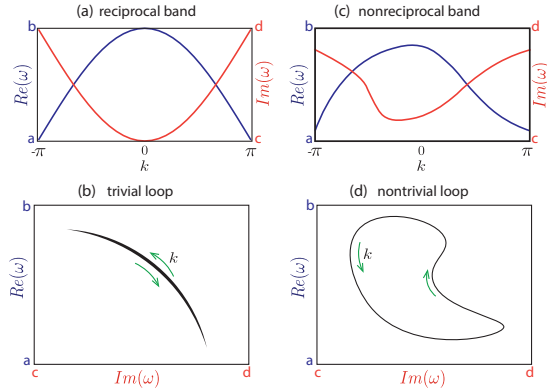 (a) reciprocal band
b
d
Re(ω)
Im(ω)
a
c
-π
0
π
k
(c) nonreciprocal band
b
d
Re(ω)
Im(ω)
a
c
-π
0
π
k
(b) trivial loop
b
k
Re(ω)
a
c
d
Im(ω)
(d) nontrivial loop
b
k
Re(ω)
a
c
d
Im(ω)